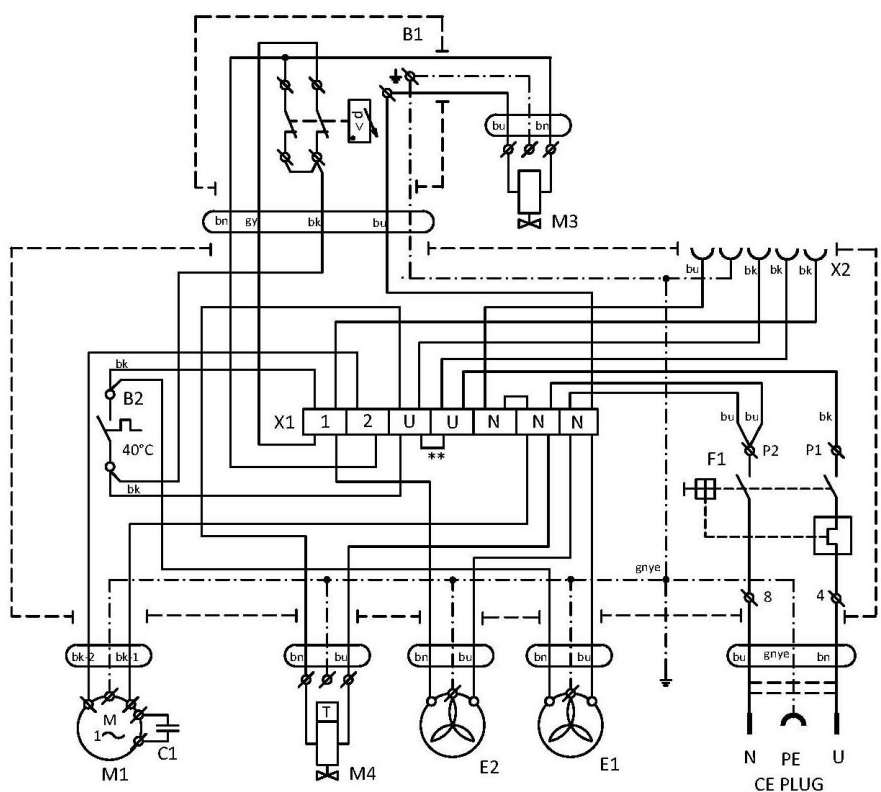 B1
<d
bu bn
bn gy bk bu
M3
bu bk bk bk
X2
bk
B2
40°C
bk
X1 1 2 U U N N N
**
bu bu bk
F1 P2 P1
gnye
8 4
bk-2 bk-1
bn bu
bn bu
bn bu
bu gnye bn
M
1
M1
C1
T
M4
E2
E1
N PE U
CE PLUG